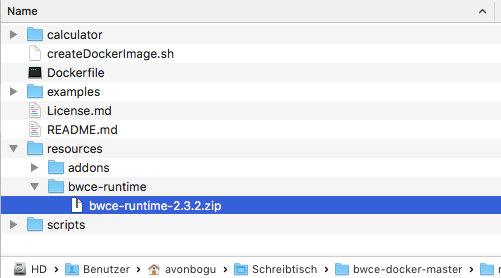 Name
calculator
createDockerImage.sh
Dockerfile
examples
License.md
README.md
resources
addons
bwce-runtime
bwce-runtime-2.3.2.zip
scripts
HD › Benutzer › avonbogu › Schreibtisch › bwce-docker-master ›